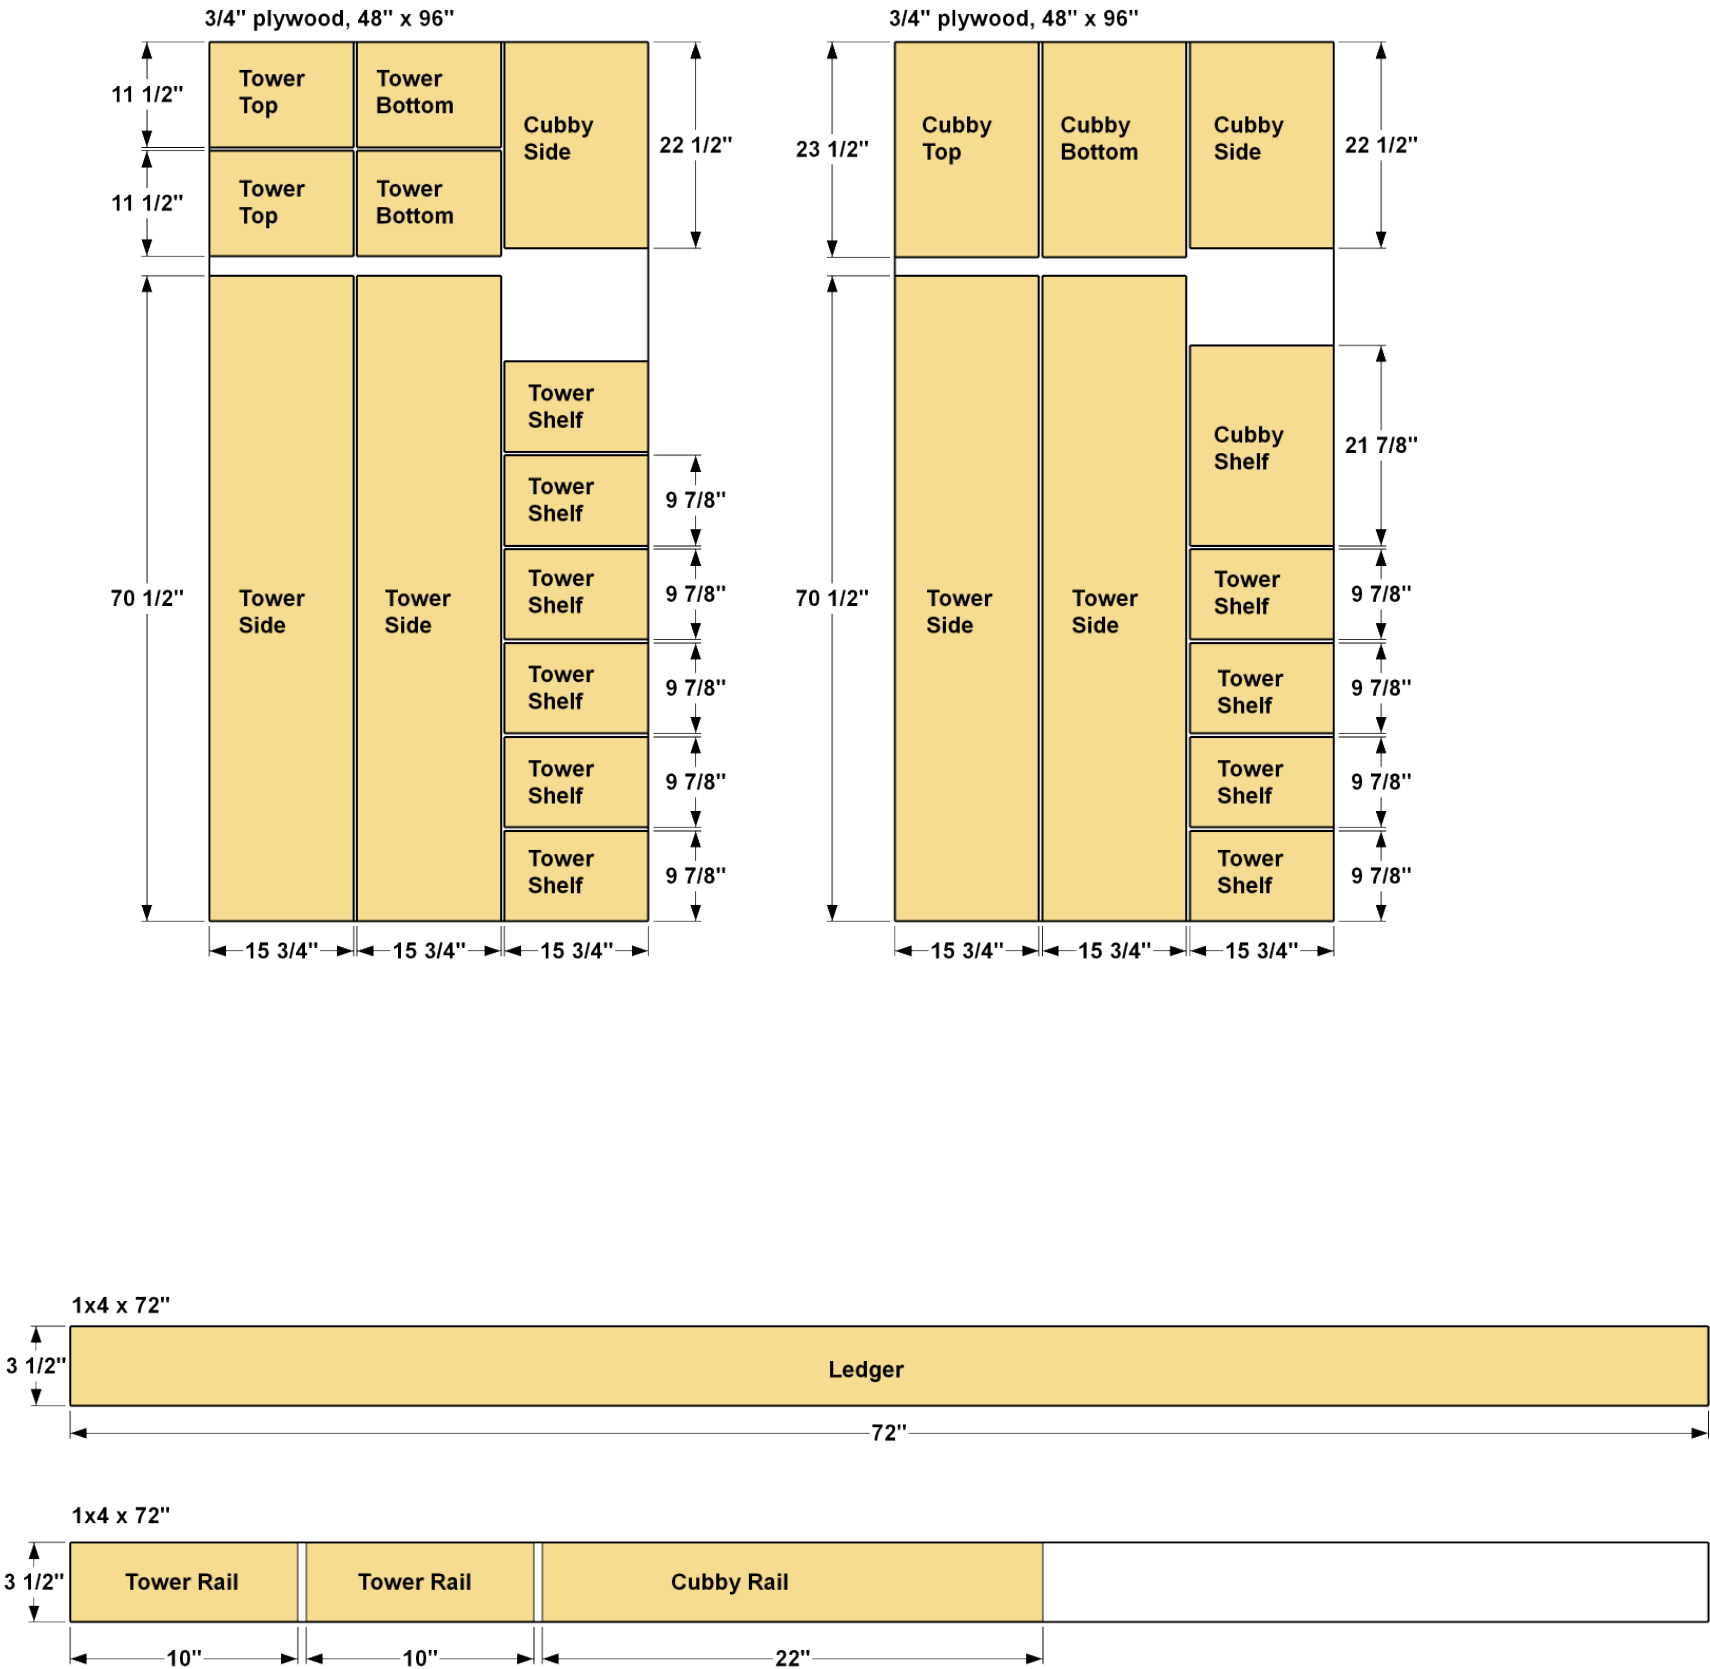 3/4" plywood, 48" x 96"
11 1/2"
Tower
Top
Tower
Bottom
Cubby
Side
22 1/2"
11 1/2"
Tower
Top
Tower
Bottom
70 1/2"
Tower
Side
Tower
Side
Tower
Shelf
Tower
Shelf
9 7/8"
Tower
Shelf
9 7/8"
Tower
Shelf
9 7/8"
Tower
Shelf
9 7/8"
Tower
Shelf
9 7/8"
15 3/4"
15 3/4"
15 3/4"
3/4" plywood, 48" x 96"
23 1/2"
Cubby
Top
Cubby
Bottom
Cubby
Side
22 1/2"
70 1/2"
Tower
Side
Tower
Side
Cubby
Shelf
21 7/8"
Tower
Shelf
9 7/8"
Tower
Shelf
9 7/8"
Tower
Shelf
9 7/8"
Tower
Shelf
9 7/8"
15 3/4"
15 3/4"
15 3/4"
1x4 x 72"
3 1/2"
Ledger
72"
1x4 x 72"
3 1/2"
Tower Rail
Tower Rail
Cubby Rail
10"
10"
22"